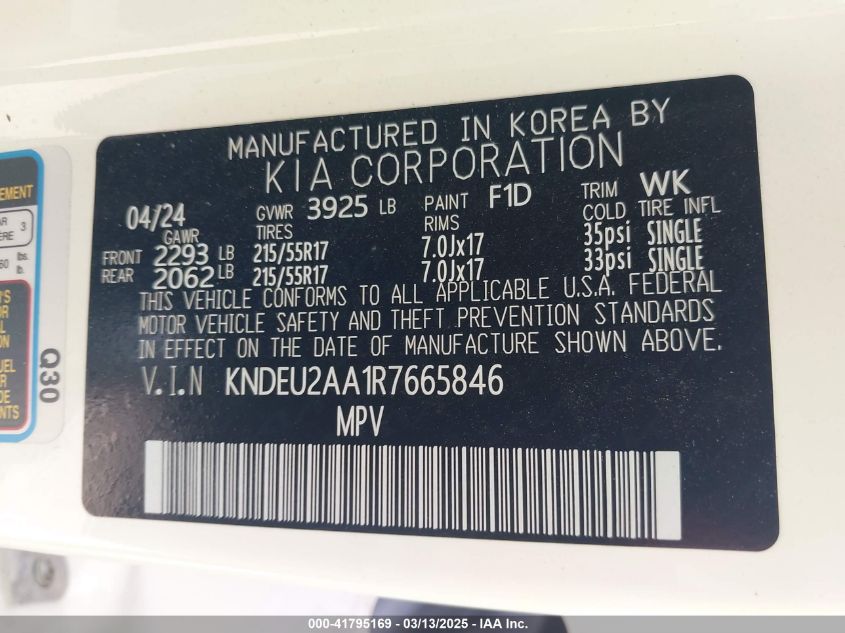 MANUFACTURED IN KOREA BY
KIA CORPORATION
04/24 GVWR 3925 LB PAINT F1D TRIM WK
GAWR TIRES RIMS COLD TIRE INFL
FRONT 2293 LB 215/55R17 7.0Jx17 35psi SINGLE
REAR 2062 LB 215/55R17 7.0Jx17 33psi SINGLE
THIS VEHICLE CONFORMS TO ALL APPLICABLE U.S.A. FEDERAL
MOTOR VEHICLE SAFETY AND THEFT PREVENTION STANDARDS
IN EFFECT ON THE DATE OF MANUFACTURE SHOWN ABOVE.
V.I.N KNDEU2AA1R7665846
MPV
Q30
000-41795169 - 03/13/2025 - IAA Inc.